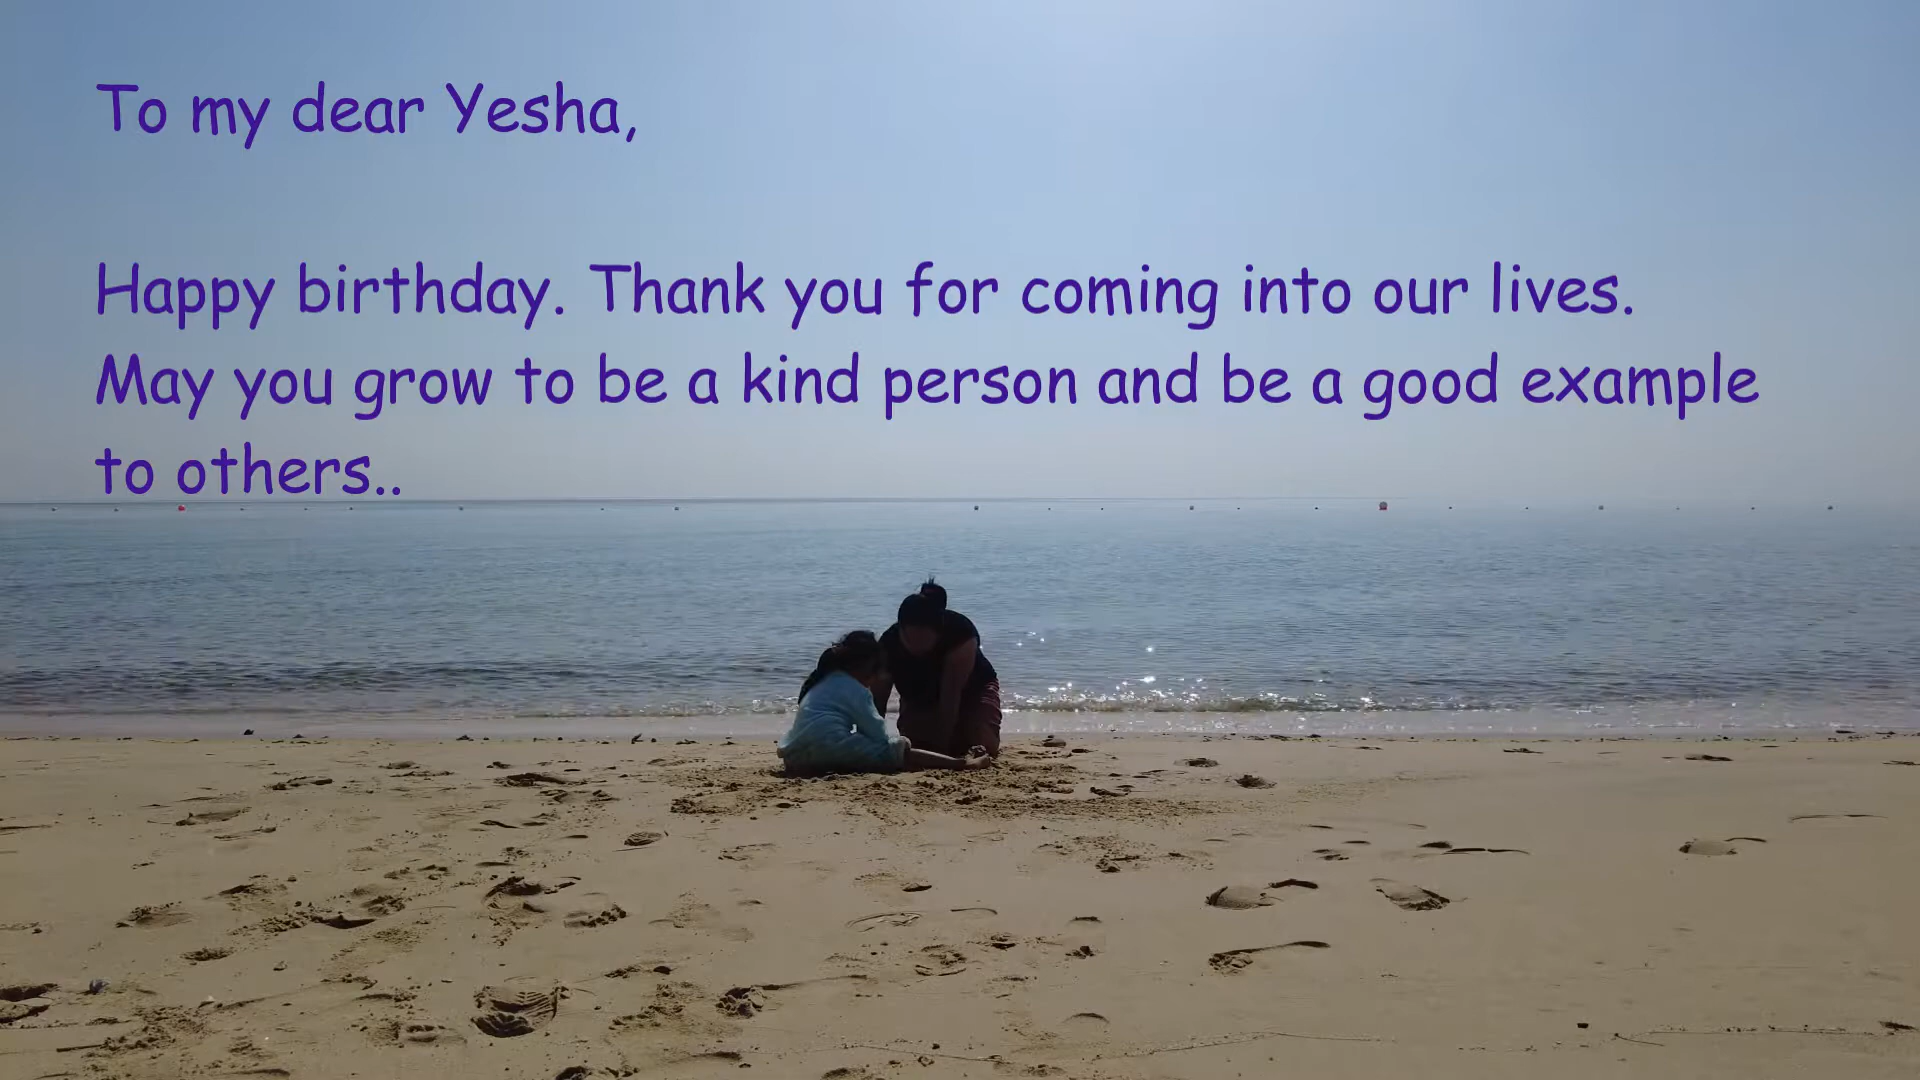 To my dear Yesha,
Happy birthday. Thank you for coming into our lives.
May you grow to be a kind person and be a good example
to others..